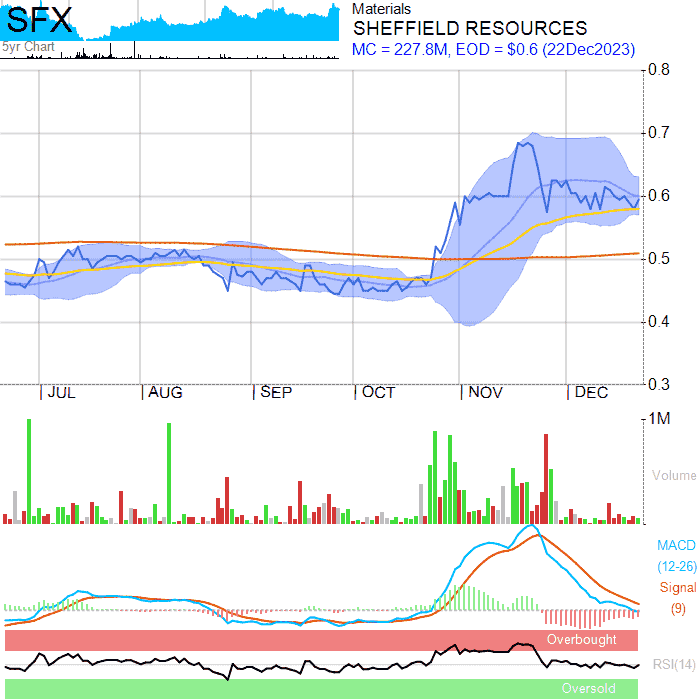 SFX
5yr Chart
Materials
SHEFFIELD RESOURCES
MC = 227.8M, EOD = $0.6 (22Dec2023)
0.8
0.7
0.6
0.5
0.4
0.3
JUL AUG SEP OCT NOV DEC
1M
Volume
MACD
(12-26)
Signal
(9)
Overbought
RSI(14)
Oversold